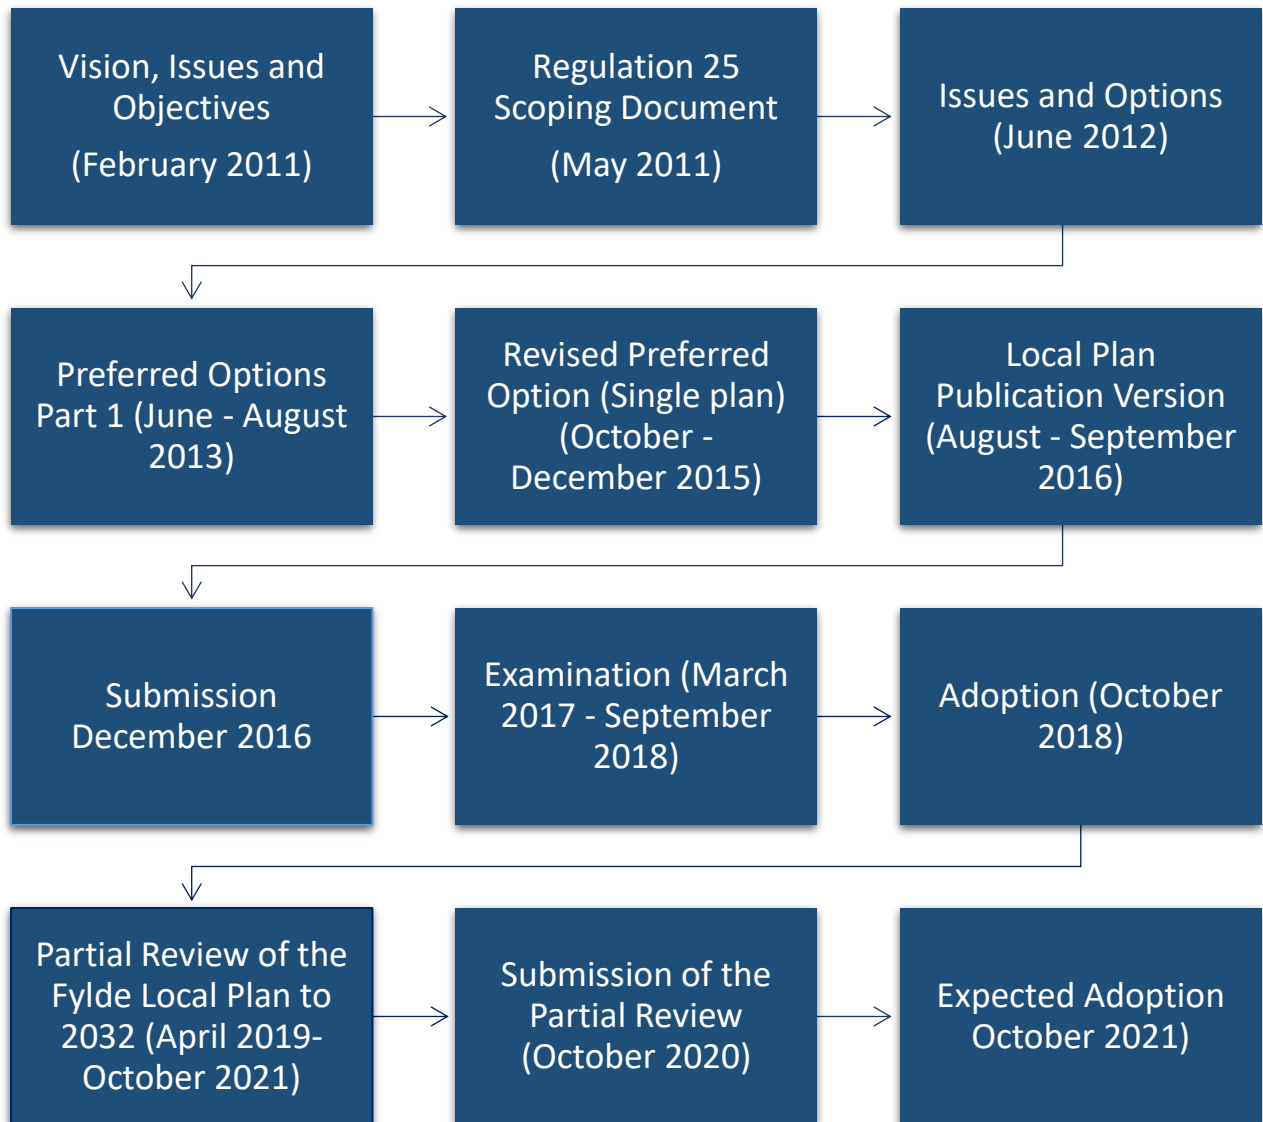 Vision, Issues and
Objectives
(February 2011)
Regulation 25
Scoping Document
(May 2011)
Issues and Options
(June 2012)
Preferred Options
Part 1 (June - August
2013)
Revised Preferred
Option (Single plan)
(October -
December 2015)
Local Plan
Publication Version
(August - September
2016)
Submission
December 2016
Examination (March
2017 - September
2018)
Adoption (October
2018)
Partial Review of the
Fylde Local Plan to
2032 (April 2019-
October 2021)
Submission of the
Partial Review
(October 2020)
Expected Adoption
October 2021)